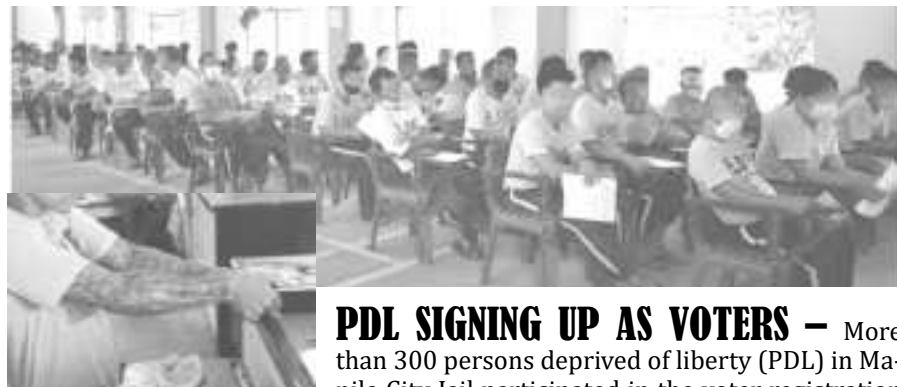 PDL SIGNING UP AS VOTERS – More
than 300 persons deprived of liberty (PDL) in Ma-
nila City Jail participated in the voter registration